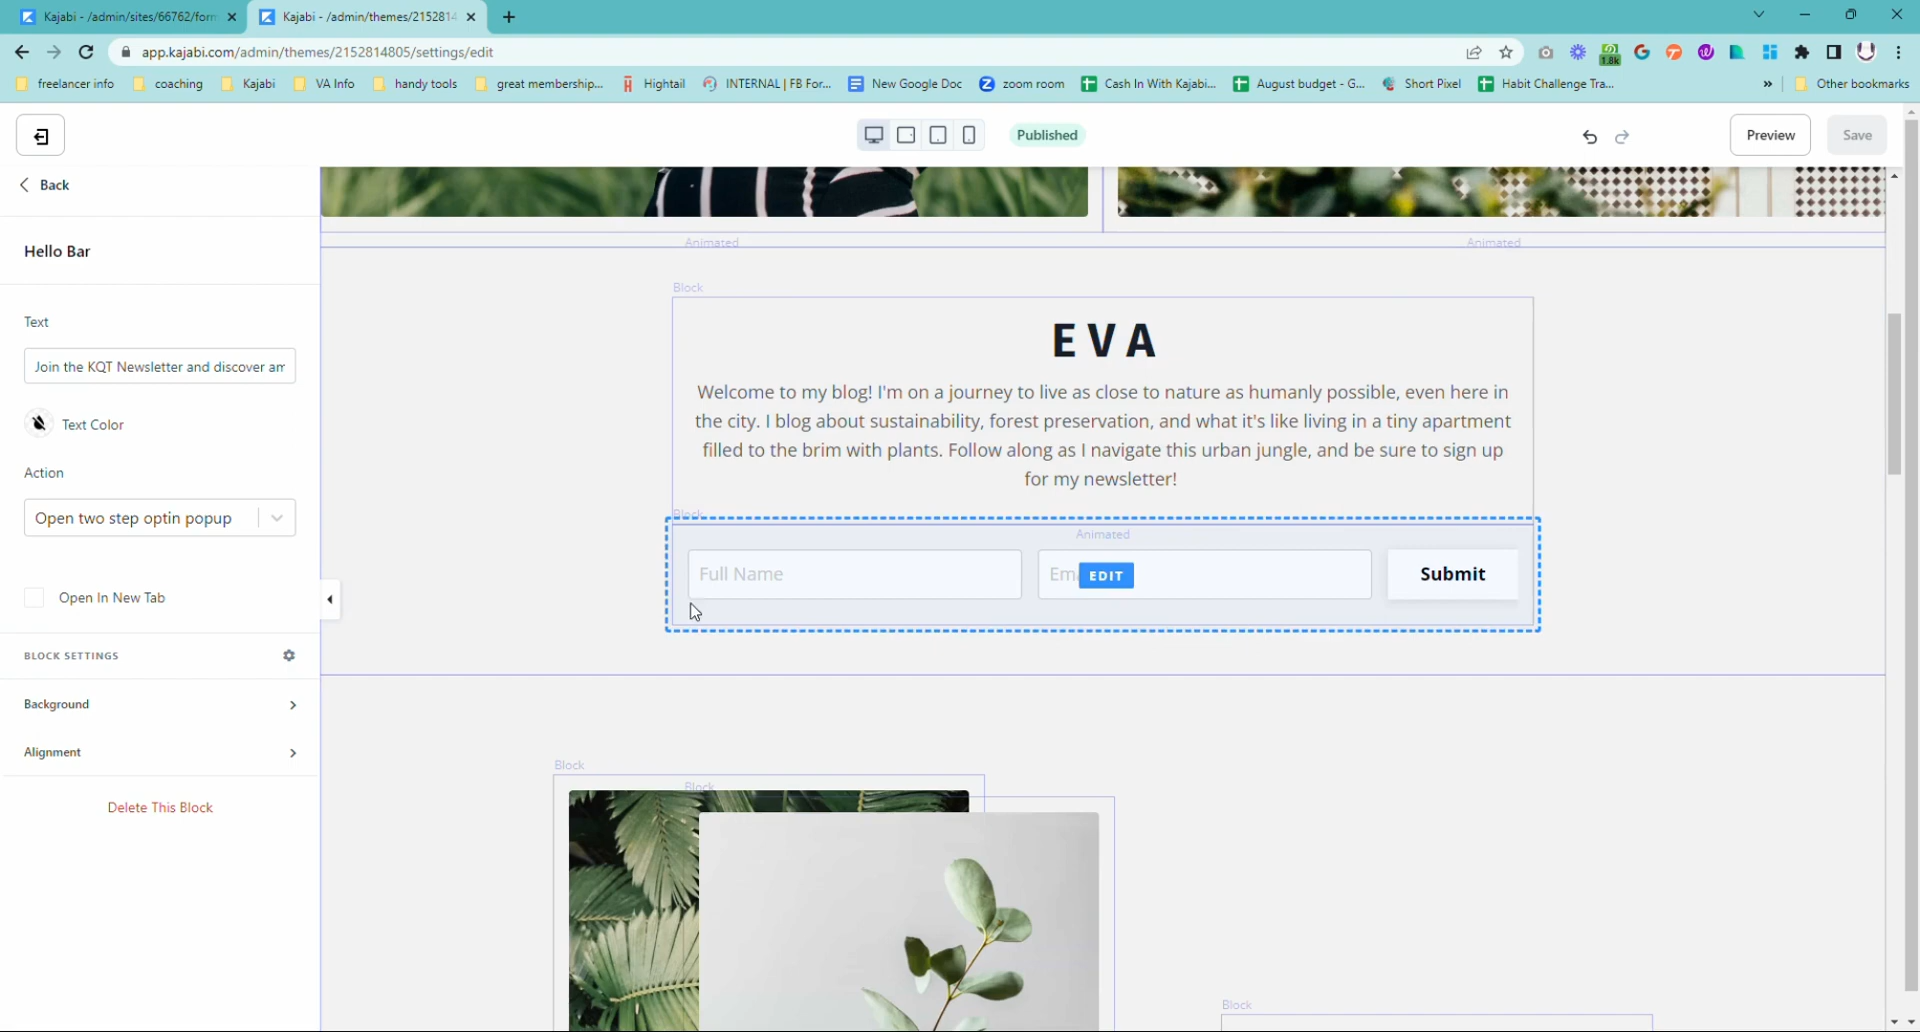 Kajabi - /admin/sites/66762/form
Kajabi - /admin/themes/2152814
app.kajabi.com/admin/themes/2152814805/settings/edit
1.8k
freelancer info
coaching
Kajabi
VA Info
handy tools
great membership...
Hightail
INTERNAL | FB For...
New Google Doc
zoom room
Cash In With Kajabi...
August budget - G...
Short Pixel
Habit Challenge Tra...
»
Other bookmarks
Published
Preview
Save
Back
Hello Bar
Text
Join the KQT Newsletter and discover am
Text Color
Action
Open two step optin popup
Open In New Tab
BLOCK SETTINGS
Background
Alignment
Delete This Block
Animated
Animated
Block
EVA
Welcome to my blog! I'm on a journey to live as close to nature as humanly possible, even here in
the city. I blog about sustainability, forest preservation, and what it's like living in a tiny apartment
filled to the brim with plants. Follow along as I navigate this urban jungle, and be sure to sign up
for my newsletter!
Block
Animated
Full Name
Ema
EDIT
Submit
Block
Block
Block